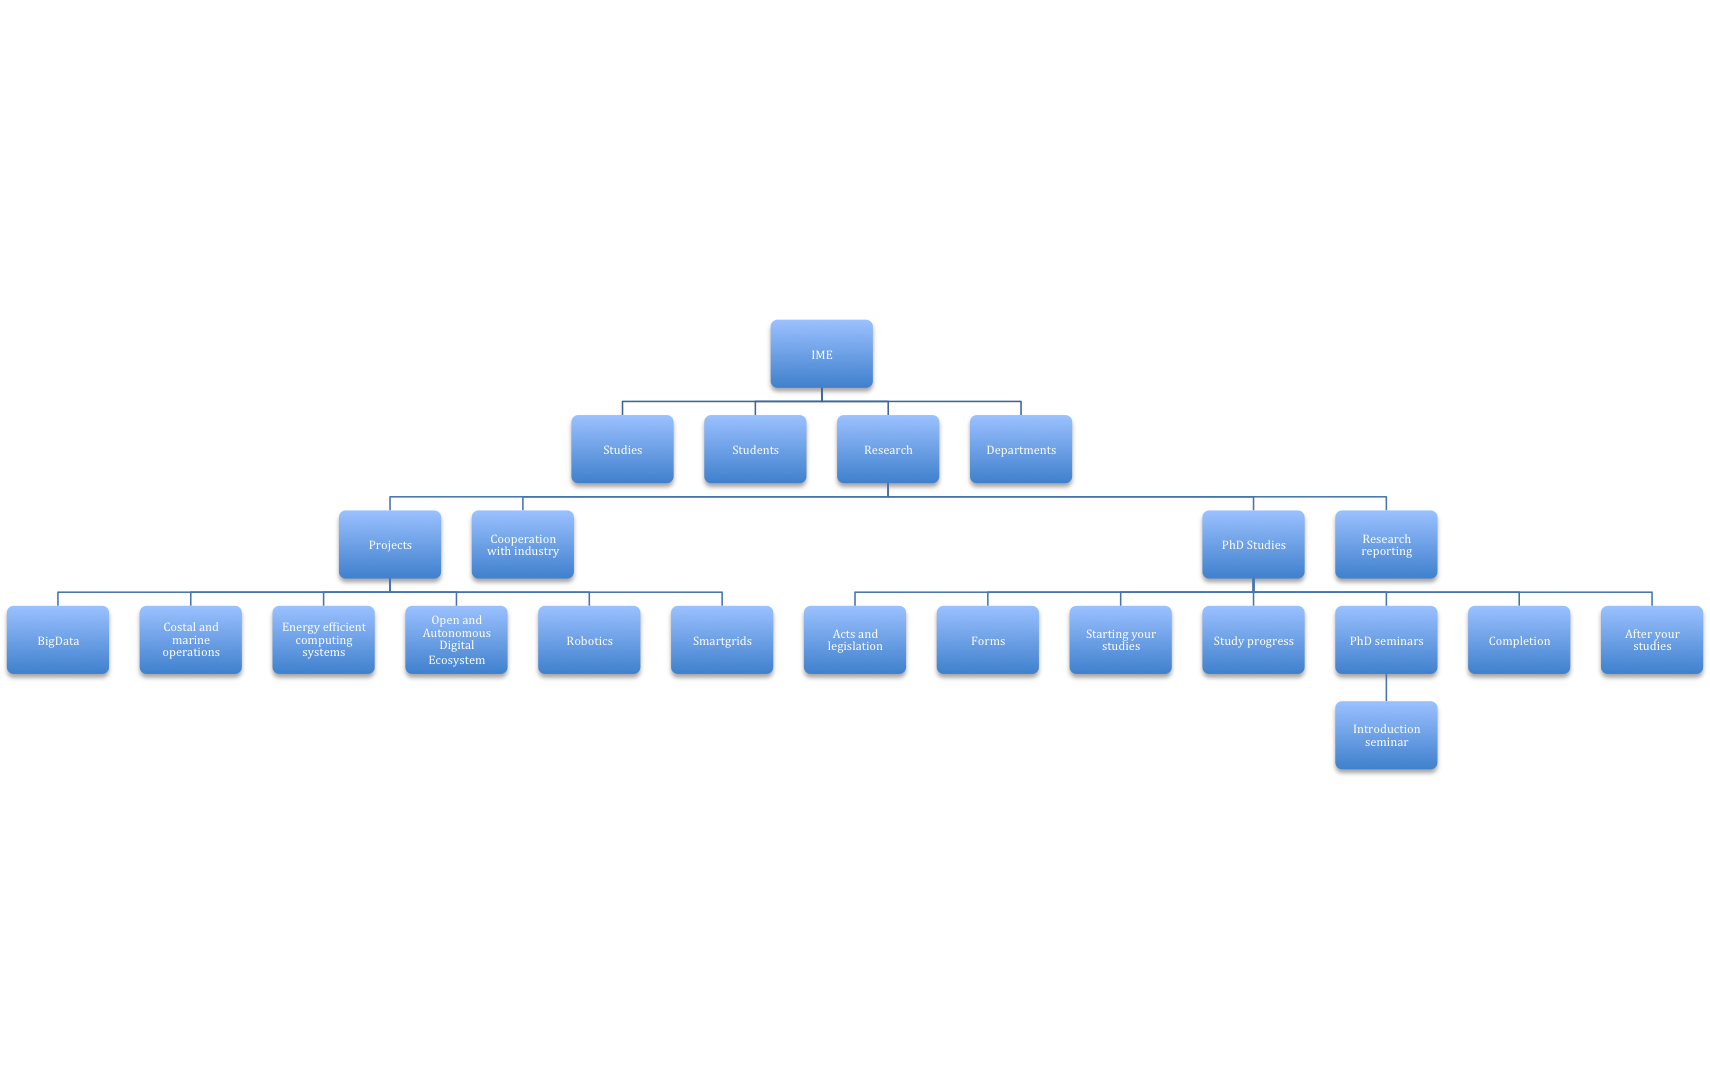 IME
Studies
Students
Research
Departments
Projects
Cooperation
with industry
PhD Studies
Research
reporting
BigData
Costal and
marine
operations
Energy efficient
computing
systems
Open and
Autonomous
Digital
Ecosystem
Robotics
Smartgrids
Acts and
legislation
Forms
Starting your
studies
Study progress
PhD seminars
Completion
After your
studies
Introduction
seminar